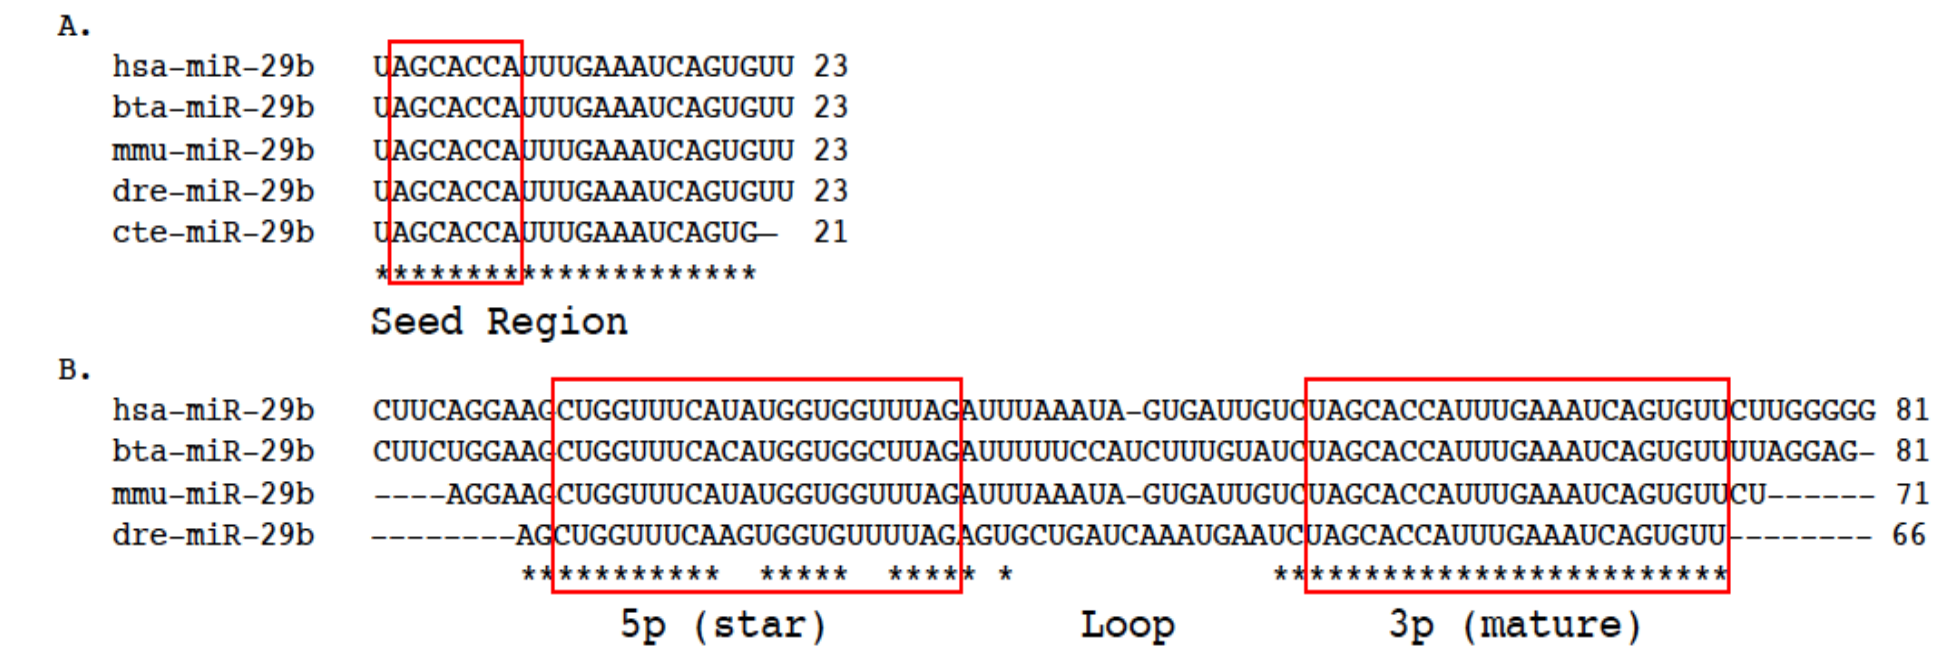 A.
hsa-miR-29b UAGCACCAUUUGAAAUCAGUGUU 23
bta-miR-29b UAGCACCAUUUGAAAUCAGUGUU 23
mmu-miR-29b UAGCACCAUUUGAAAUCAGUGUU 23
dre-miR-29b UAGCACCAUUUGAAAUCAGUGUU 23
cte-miR-29b UAGCACCAUUUGAAAUCAGUG– 21
*********************
Seed Region
B.
hsa-miR-29b CUUCAGGAAGCUGGUUUCAUAUGGUGGUUUAGAUUUAAAUA-GUGAUUGUCUAGCACCAUUUGAAAUCAGUGUUCUUGGGGG 81
bta-miR-29b CUUCUGGAAGCUGGUUUCACAUGGUGGCUUAGAUUUUUCCAUCUUUGUAUCUAGCACCAUUUGAAAUCAGUGUUUUAGGAG- 81
mmu-miR-29b ----AGGAAGCUGGUUUCAUAUGGUGGUUUAGAUUUAAAUA-GUGAUUGUCUAGCACCAUUUGAAAUCAGUGUUCU------ 71
dre-miR-29b --------AGCUGGUUUCAAGUGGUGUUUUAGAGUGCUGAUCAAAUGAAUCUAGCACCAUUUGAAAUCAGUGUU-------- 66
*********** ***** ***** * *************************
5p (star) Loop 3p (mature)